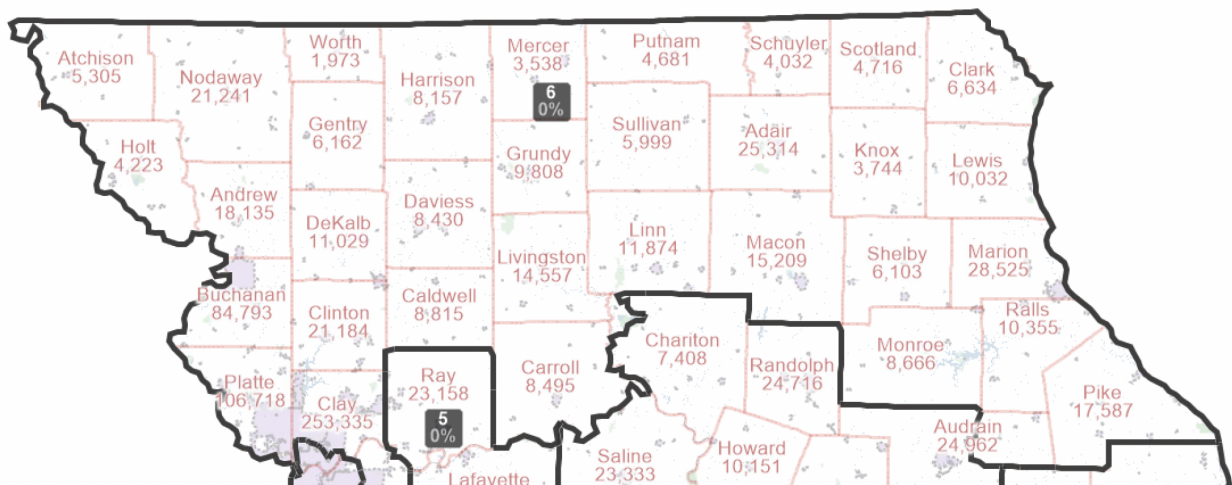 Atchison
5,305
Nodaway
21,241
Worth
1,973
Harrison
8,157
Mercer
3,538
6
0%
Putnam
4,681
Schuyler
4,032
Scotland
4,716
Clark
6,634
Holt
4,223
Gentry
6,162
Grundy
9,808
Sullivan
5,999
Adair
25,314
Knox
3,744
Lewis
10,032
Andrew
18,135
DeKalb
11,029
Daviess
8,430
Livingston
14,557
Linn
11,874
Macon
15,209
Shelby
6,103
Marion
28,525
Buchanan
84,793
Clinton
21,184
Caldwell
8,815
Ralls
10,355
Chariton
7,408
Monroe
8,666
Platte
106,718
Clay
253,335
Ray
23,158
5
0%
Carroll
8,495
Randolph
24,716
Pike
17,587
Audrain
24,962
Lafayette
Saline
23,333
Howard
10,151